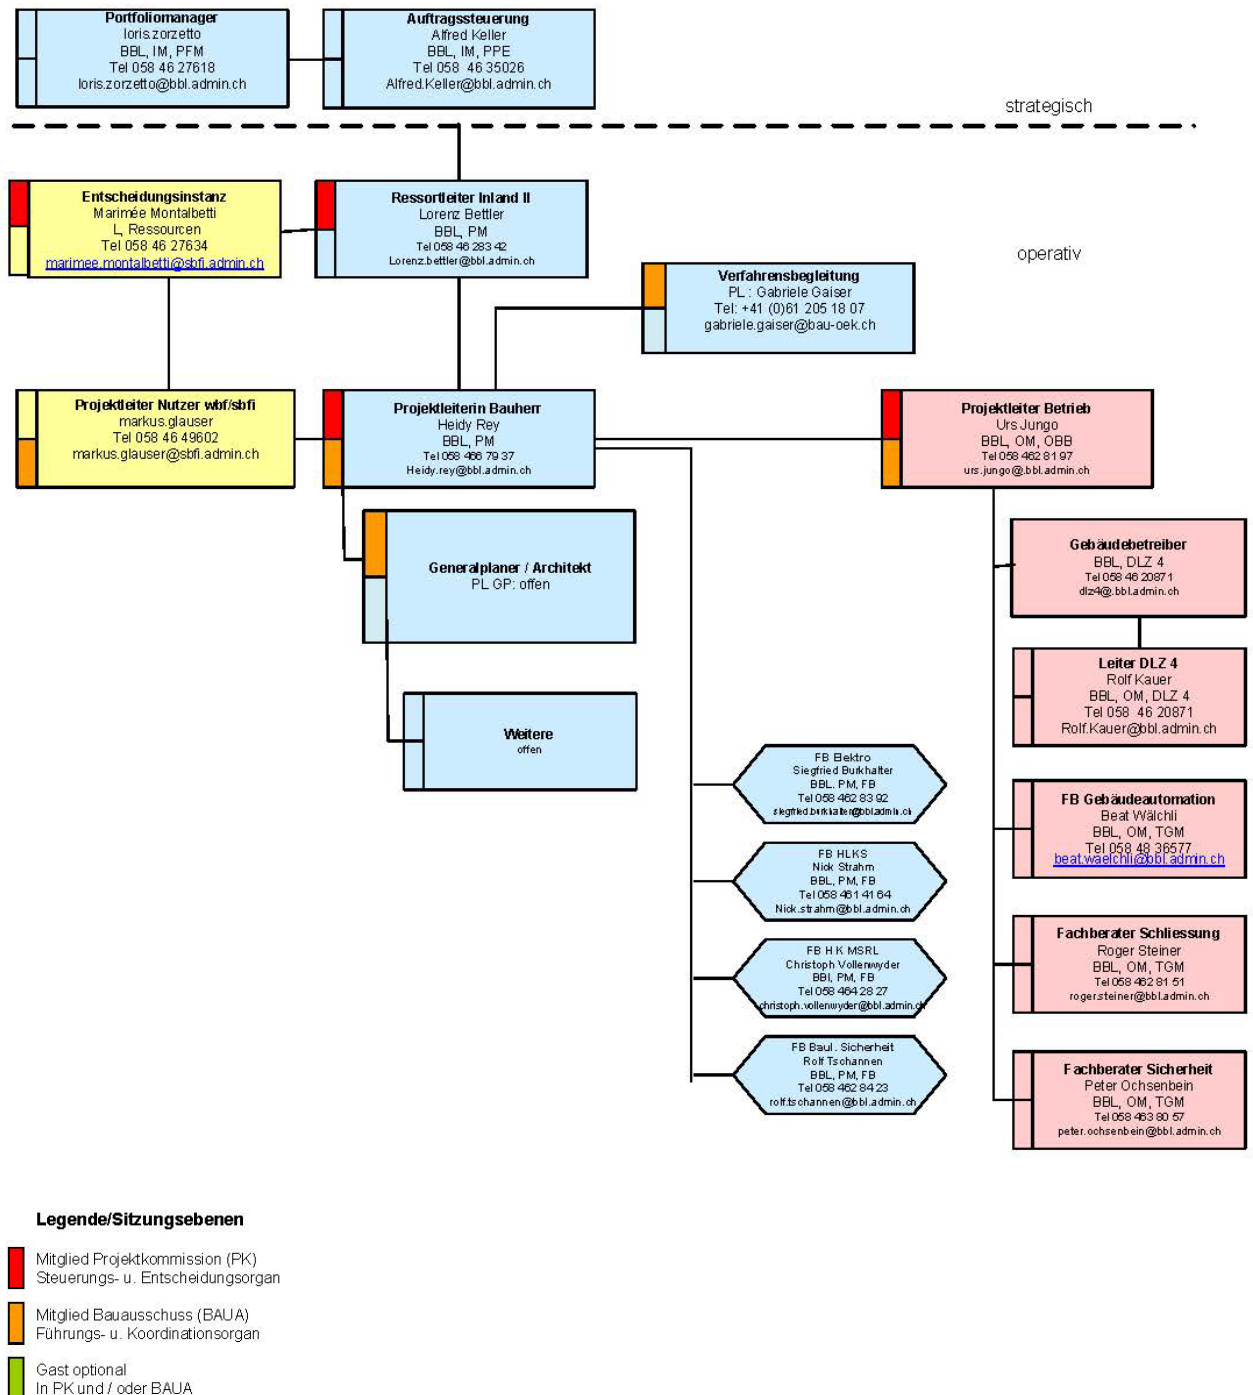 Portfoliomanager
loris.zorzetto
BBL, IM, PFM
Tel 058 46 27618
loris.zorzetto@bbl.admin.ch
Auftragssteuerung
Alfred Keller
BBL, IM, PPE
Tel 058 46 35026
Alfred.Keller@bbl.admin.ch
strategisch
Entscheidungsinstanz
Marimée Montalbetti
L, Ressourcen
Tel 058 46 27634
marimee.montalbetti@sbfi.admin.ch
Ressortleiter Inland II
Lorenz Bettler
BBL, PM
Tel 058 46 283 42
Lorenz.bettler@bbl.admin.ch
operativ
Verfahrensbegleitung
PL : Gabriele Gaiser
Tel: +41 (0)61 205 18 07
gabriele.gaiser@bau-oek.ch
Projektleiter Nutzer wbf/sbfi
markus.glauser
Tel 058 46 49602
markus.glauser@sbfi.admin.ch
Projektleiterin Bauherr
Heidy Rey
BBL, PM
Tel 058 466 79 37
Heidy.rey@bbl.admin.ch
Projektleiter Betrieb
Urs Jungo
BBL, OM, OBB
Tel 058 462 81 97
urs.jungo@.bbl.admin.ch
Generalplaner / Architekt
PL GP: offen
Gebäudebetreiber
BBL, DLZ 4
Tel 058 46 20871
dlz4@.bbl.admin.ch
Leiter DLZ 4
Rolf Kauer
BBL, OM, DLZ 4
Tel 058 46 20871
Rolf.Kauer@bbl.admin.ch
Weitere
offen
FB Elektro
Siegfried Burkhalter
BBL. PM, FB
Tel 058 462 83 92
siegfried.burkhalter@bbl.admin.ch
FB Gebäudeautomation
Beat Wälchli
BBL, OM, TGM
Tel 058 48 36577
beat.waelchli@bbl.admin.ch
FB HLKS
Nick Strahm
BBL, PM, FB
Tel 058 461 41 64
Nick.strahm@bbl.admin.ch
Fachberater Schliessung
Roger Steiner
BBL, OM, TGM
Tel 058 462 81 51
roger.steiner@bbl.admin.ch
FB H K MSRL
Christoph Vollenwyder
BBl, PM, FB
Tel 058 464 28 27
christoph.vollenwyder@bbl.admin.ch
FB Baul. Sicherheit
Rolf Tschannen
BBL, PM, FB
Tel 058 462 84 23
rolf.tschannen@bbl.admin.ch
Fachberater Sicherheit
Peter Ochsenbein
BBL, OM, TGM
Tel 058 463 80 57
peter.ochsenbein@bbl.admin.ch
Legende/Sitzungsebenen
Mitglied Projektkommission (PK)
Steuerungs- u. Entscheidungsorgan
Mitglied Bauausschuss (BAUA)
Führungs- u. Koordinationsorgan
Gast optional
In PK und / oder BAUA